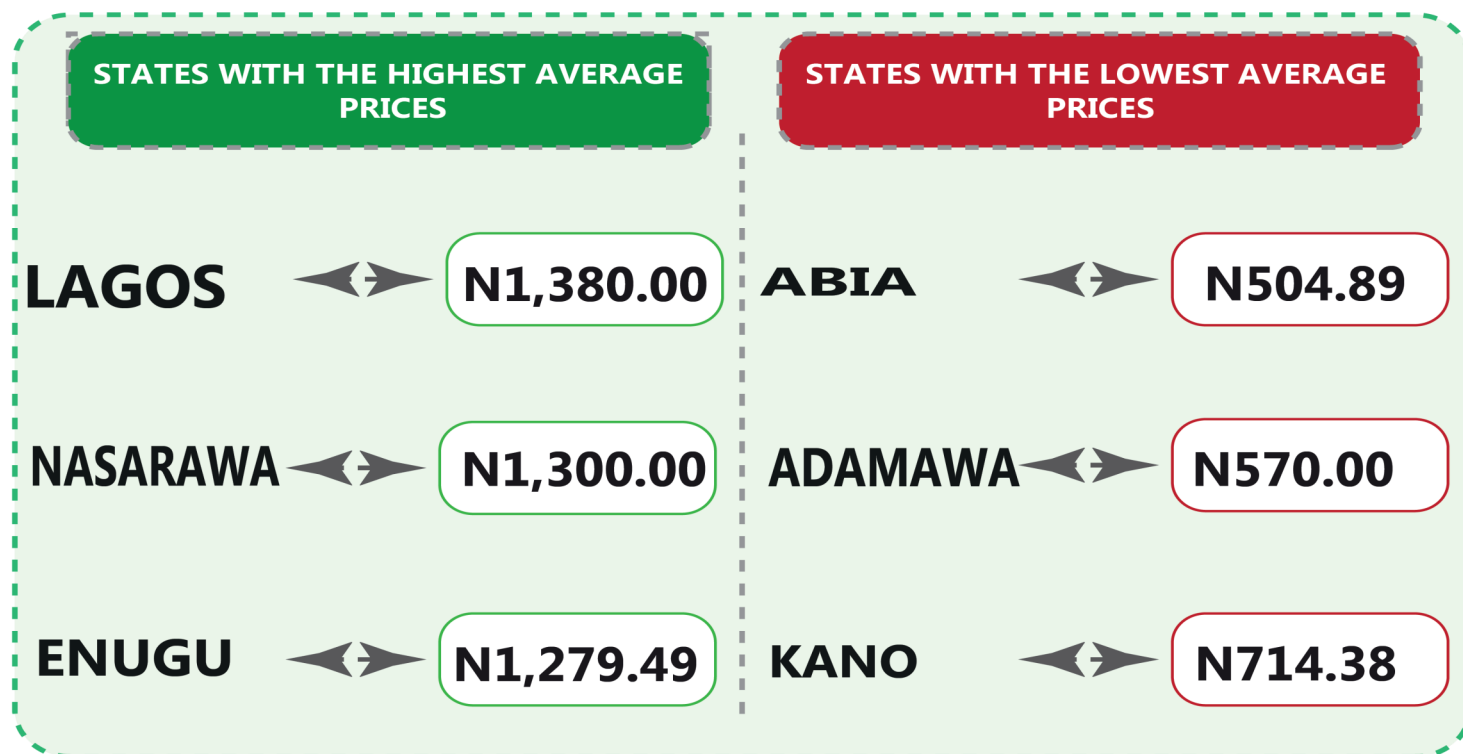 STATES WITH THE HIGHEST AVERAGE
PRICES
LAGOS N1,380.00
NASARAWA N1,300.00
ENUGU N1,279.49
STATES WITH THE LOWEST AVERAGE
PRICES
ABIA N504.89
ADAMAWA N570.00
KANO N714.38